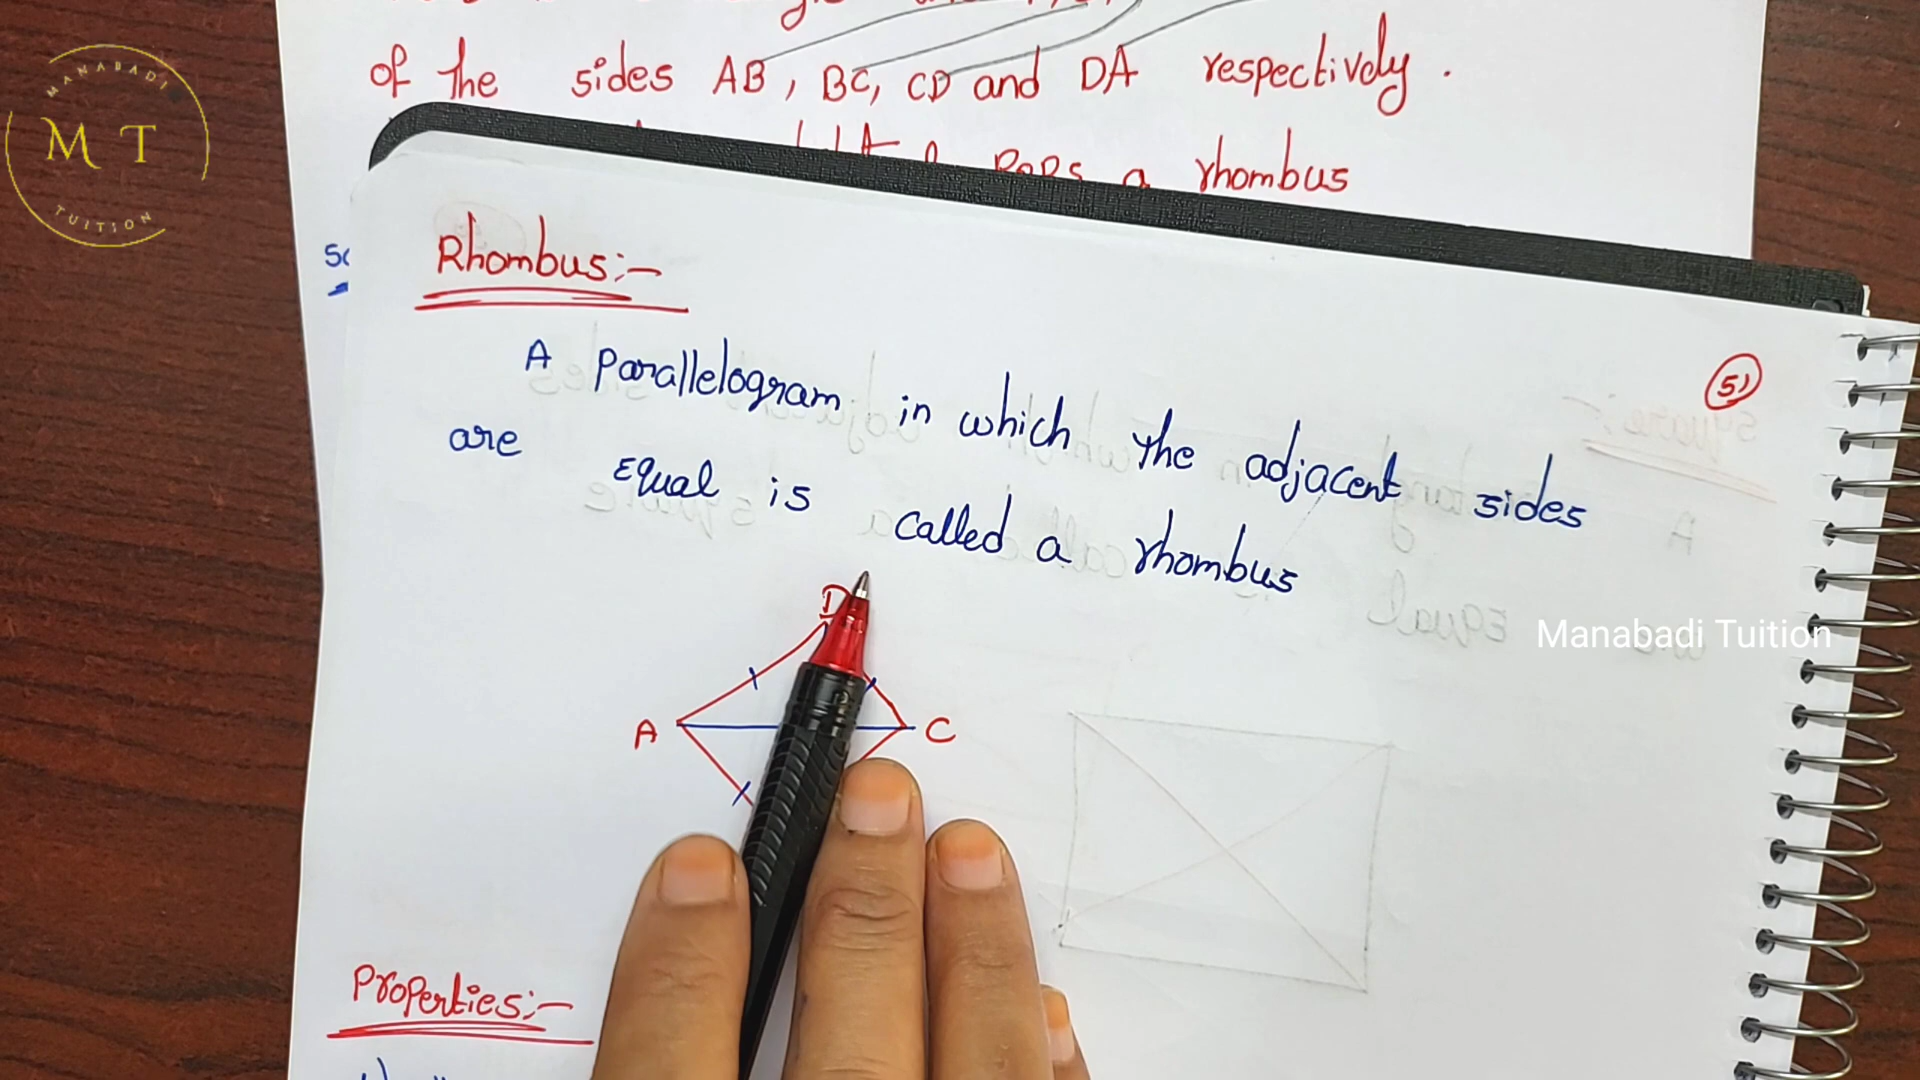 of the sides AB, BC, CD and DA respectively.
a rhombus
MANABADI
MT
TUITION
Rhombus:-
51
A parallelogram in which the adjacent sides
are Equal is called a rhombus
Manabadi Tuition
D
A
C
Properties:-